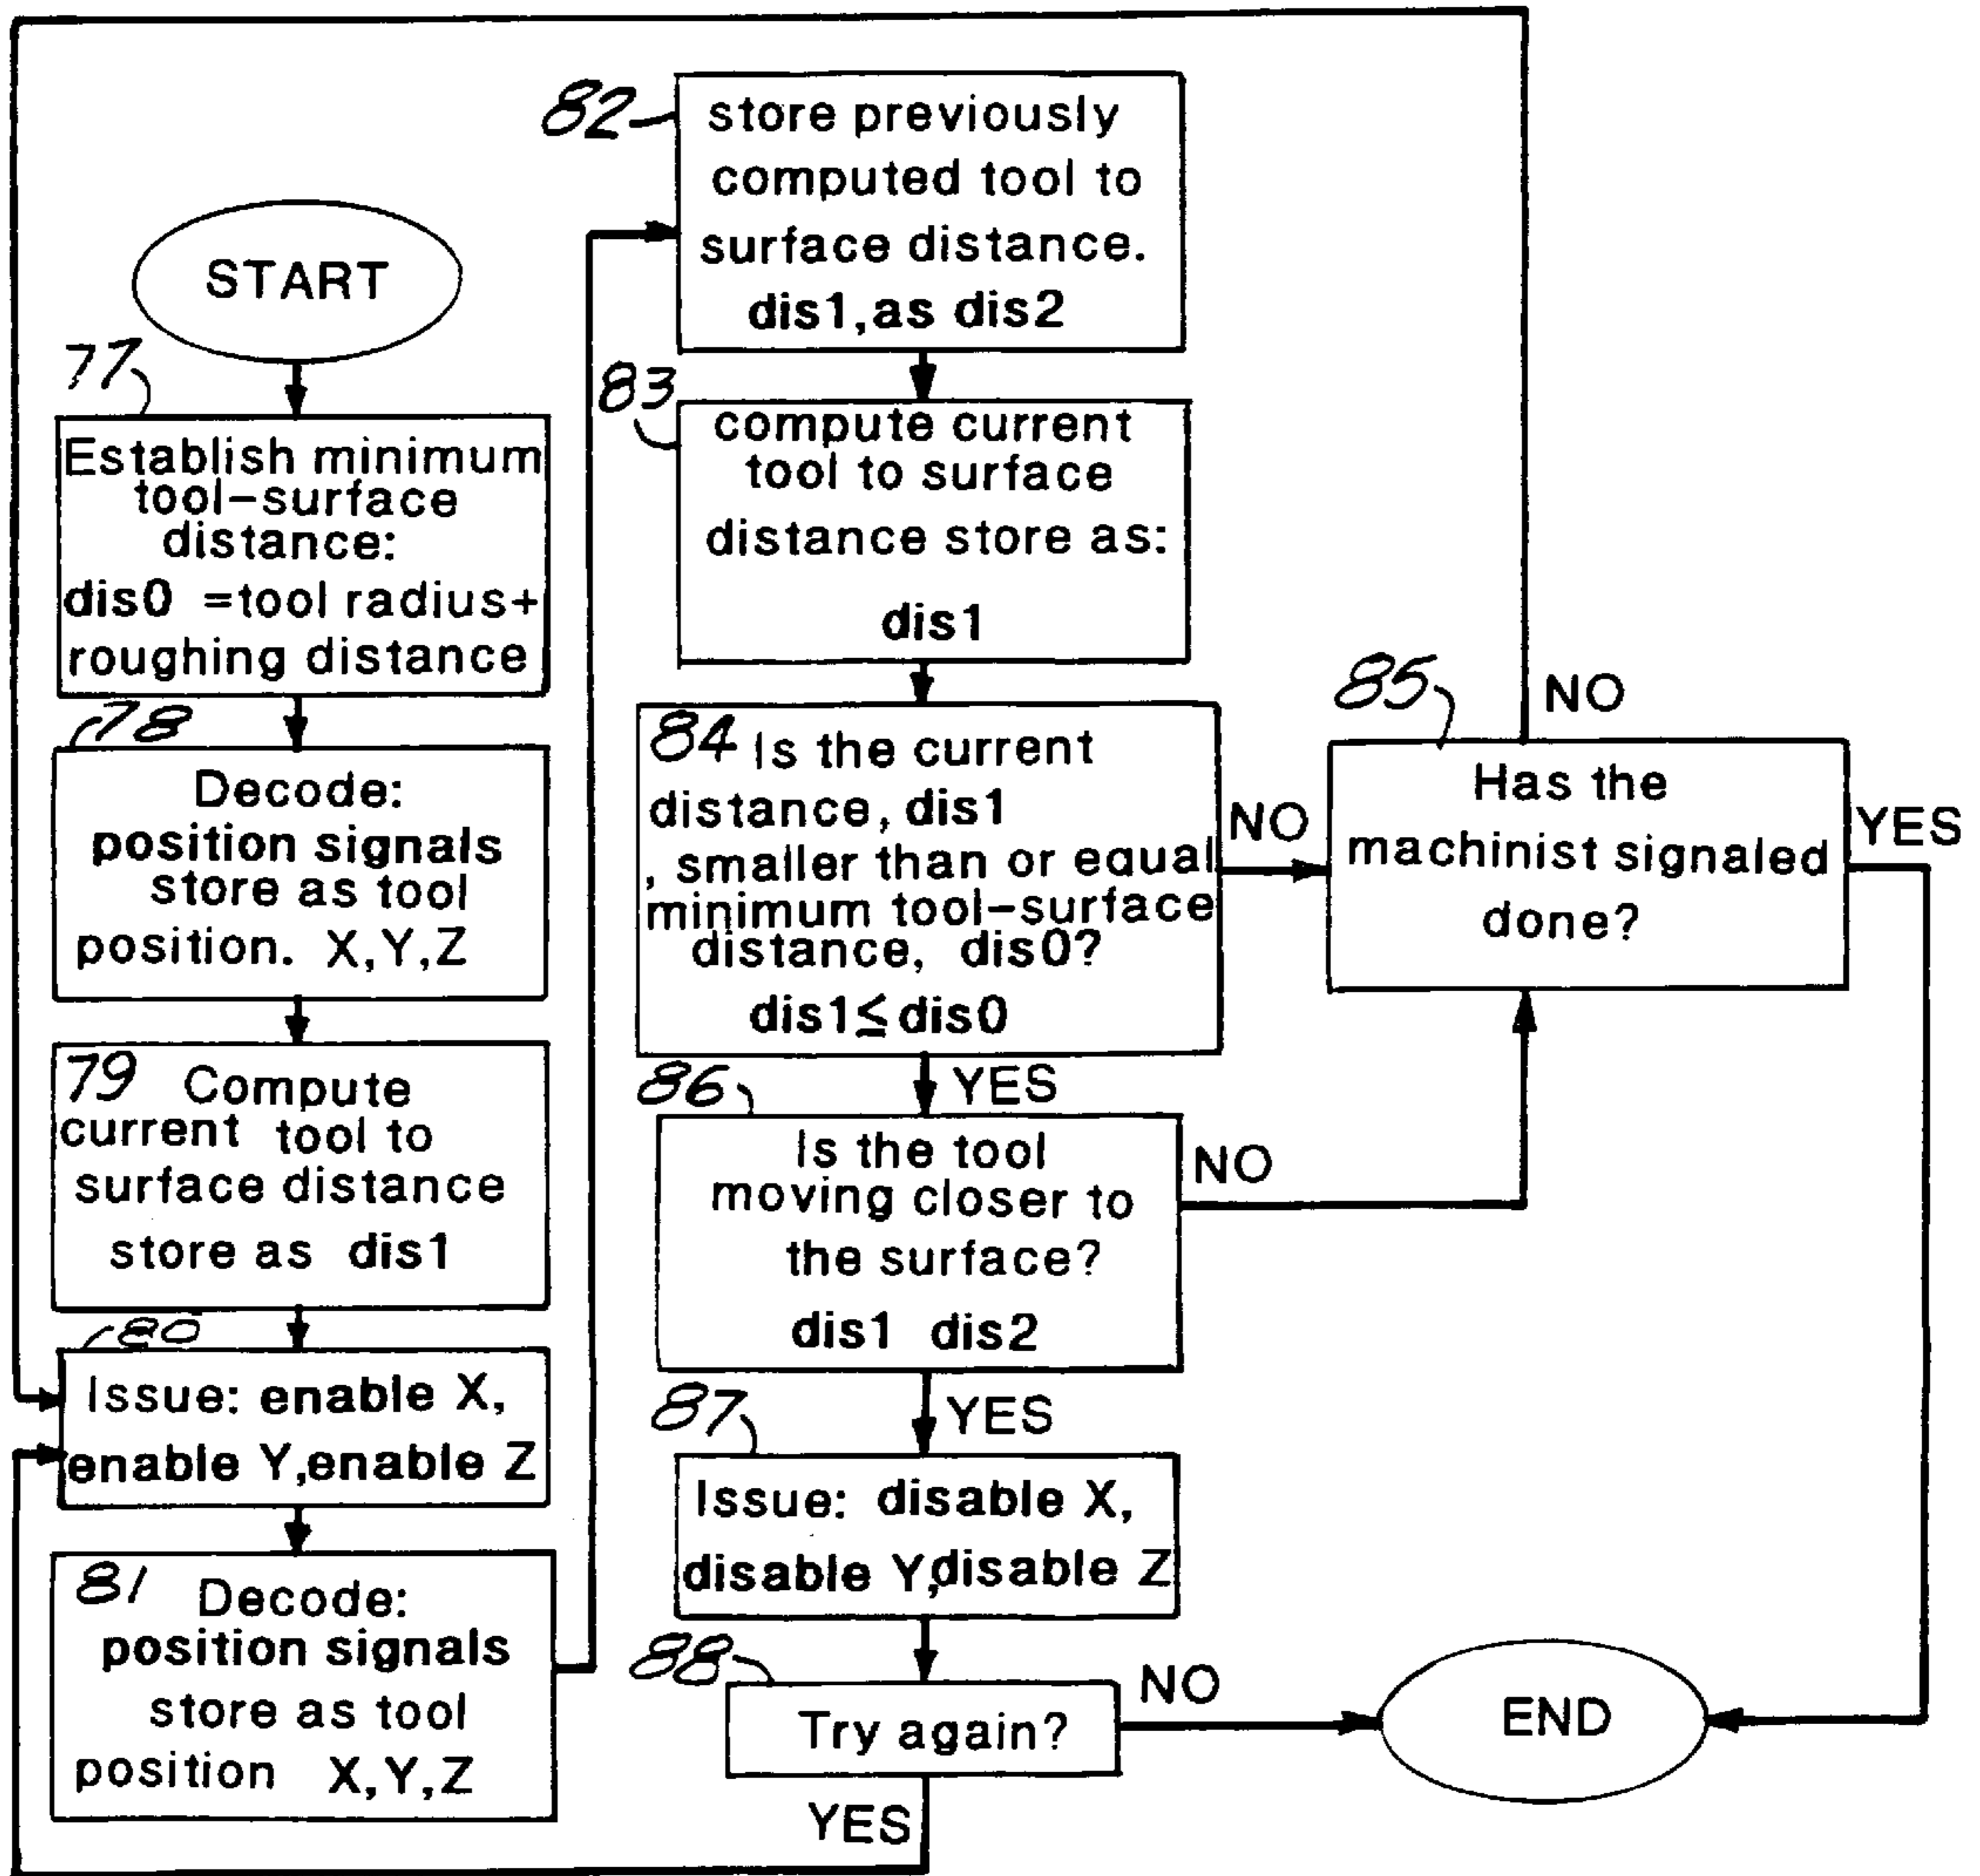 START
77
Establish minimum
tool-surface
distance:
dis0 =tool radius+
roughing distance
78
Decode:
position signals
store as tool
position. X,Y,Z
79 Compute
current tool to
surface distance
store as dis1
80
Issue: enable X,
enable Y,enable Z
81 Decode:
position signals
store as tool
position X,Y,Z
82
store previously
computed tool to
surface distance.
dis1,as dis2
83
compute current
tool to surface
distance store as:
dis1
84 Is the current
distance, dis1
, smaller than or equal
minimum tool-surface
distance, dis0?
dis1≤dis0
NO
YES
85
Has the
machinist signaled
done?
NO
YES
86
Is the tool
moving closer to
the surface?
dis1 dis2
NO
YES
87
Issue: disable X,
disable Y,disable Z
88
Try again?
NO
YES
END